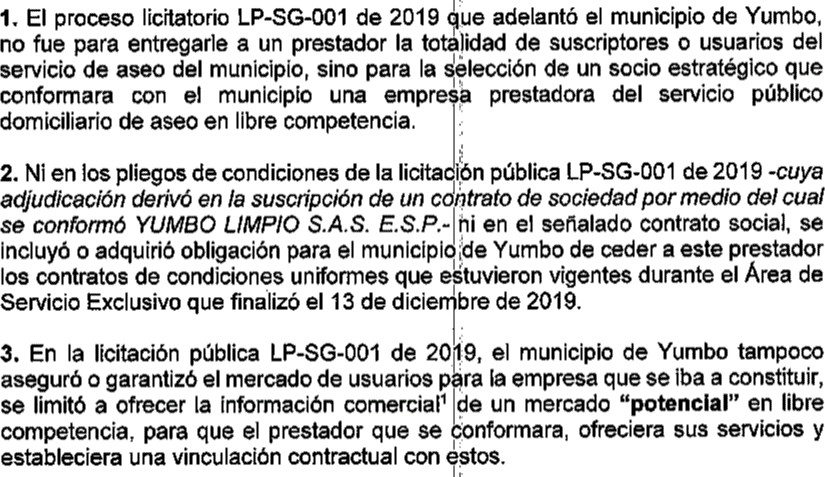 1. El proceso licitatorio LP-SG-001 de 2019 que adelantó el municipio de Yumbo,
no fue para entregarle a un prestador la totalidad de suscriptores o usuarios del
servicio de aseo del municipio, sino para la selección de un socio estratégico que
conformara con el municipio una empresa prestadora del servicio público
domiciliario de aseo en libre competencia.
2. Ni en los pliegos de condiciones de la licitación pública LP-SG-001 de 2019 -cuya
adjudicación derivó en la suscripción de un contrato de sociedad por medio del cual
se conformó YUMBO LIMPIO S.A.S. E.S.P.- ni en el señalado contrato social, se
incluyó o adquirió obligación para el municipio de Yumbo de ceder a este prestador
los contratos de condiciones uniformes que estuvieron vigentes durante el Área de
Servicio Exclusivo que finalizó el 13 de diciembre de 2019.
3. En la licitación pública LP-SG-001 de 2019, el municipio de Yumbo tampoco
aseguró o garantizó el mercado de usuarios para la empresa que se iba a constituir,
se limitó a ofrecer la información comercial¹ de un mercado “potencial” en libre
competencia, para que el prestador que se conformara, ofreciera sus servicios y
estableciera una vinculación contractual con estos.